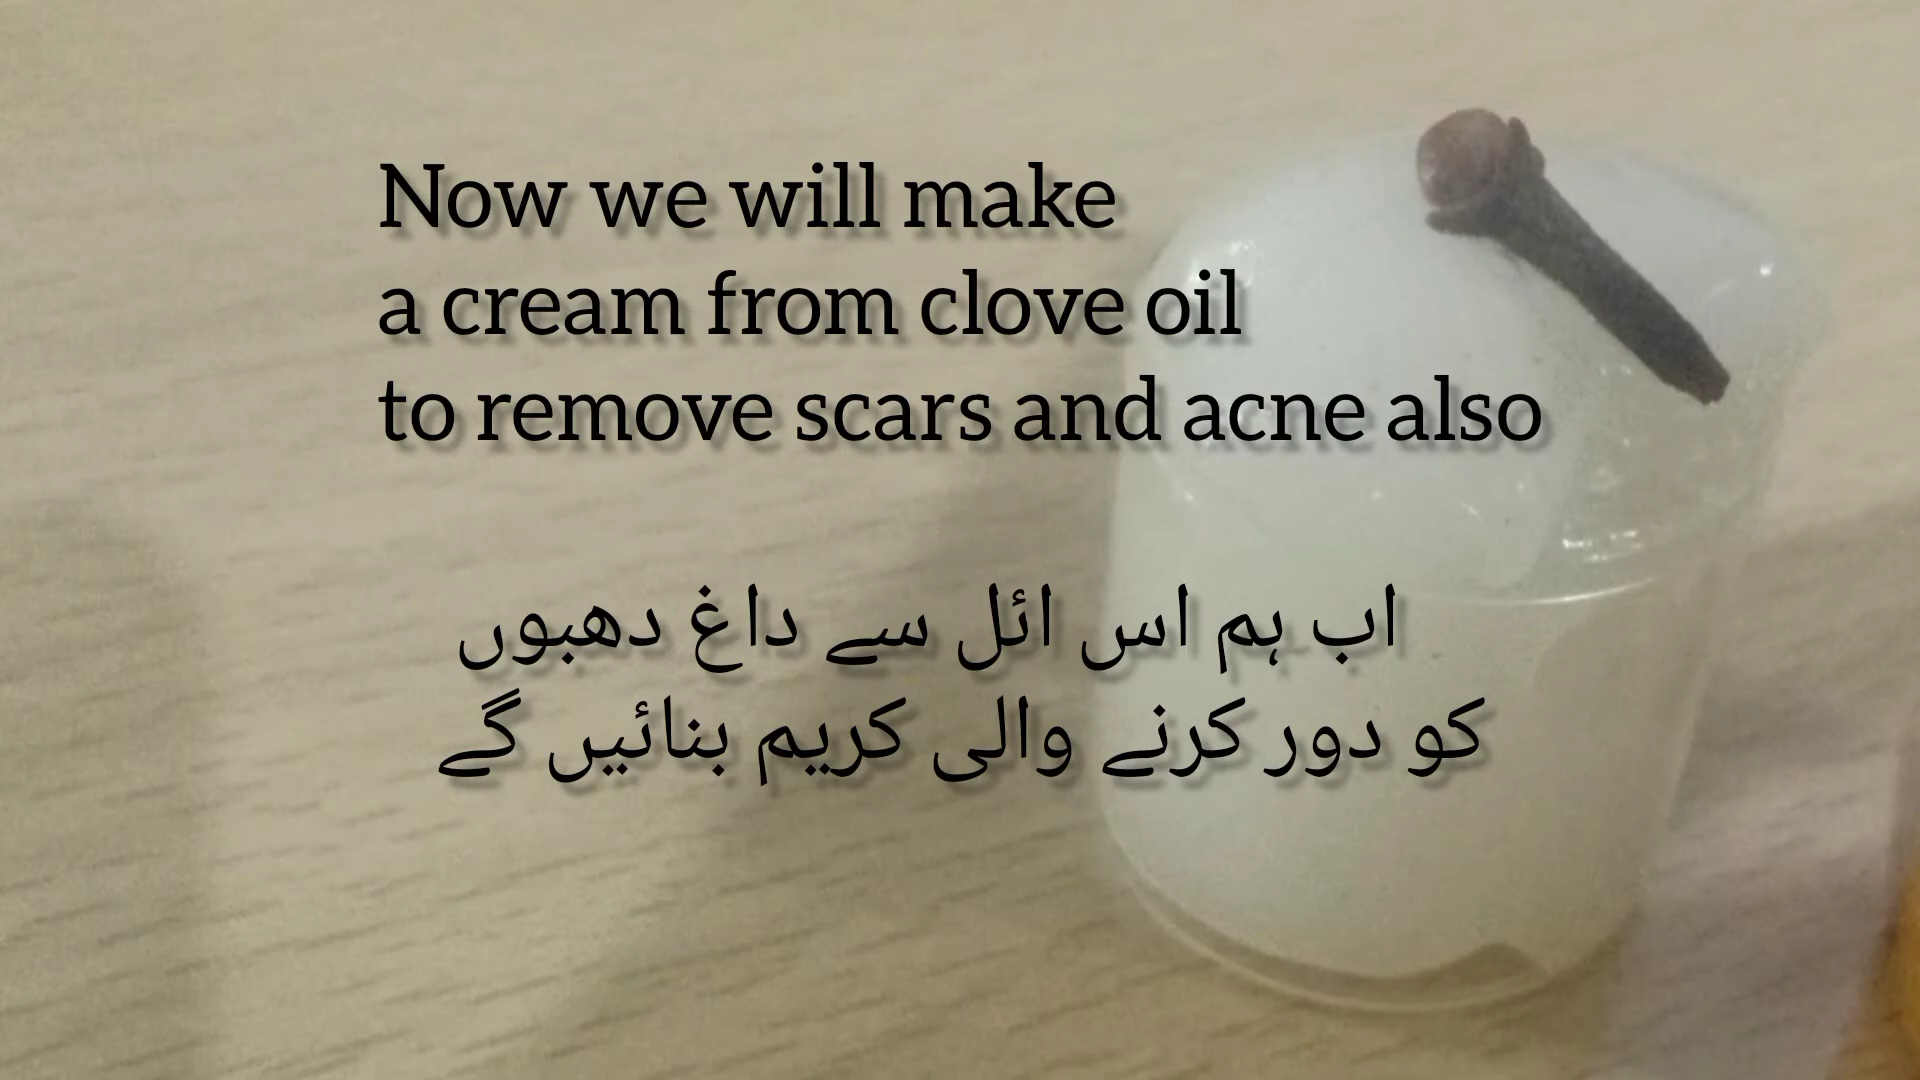 Now we will make
a cream from clove oil
to remove scars and acne also
اب ہم اس ائل سے داغ دھبوں
کو دور کرنے والی کریم بنائیں گے